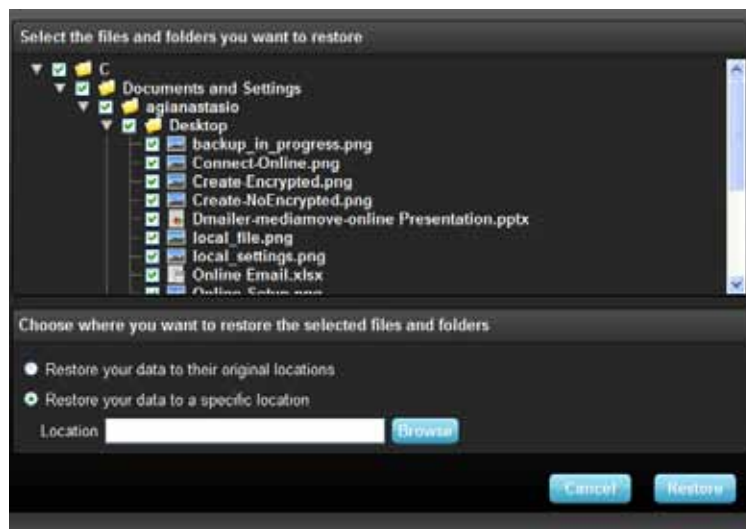 Select the files and folders you want to restore
C
Documents and Settings
agianastasio
Desktop
backup_in_progress.png
Connect-Online.png
Create-Encrypted.png
Create-NoEncrypted.png
Dmailer-mediamove-online Presentation.pptx
local_file.png
local_settings.png
Online Email.xlsx
Online-Setup.png
Choose where you want to restore the selected files and folders
Restore your data to their original locations
Restore your data to a specific location
Location Browse
Cancel Restore